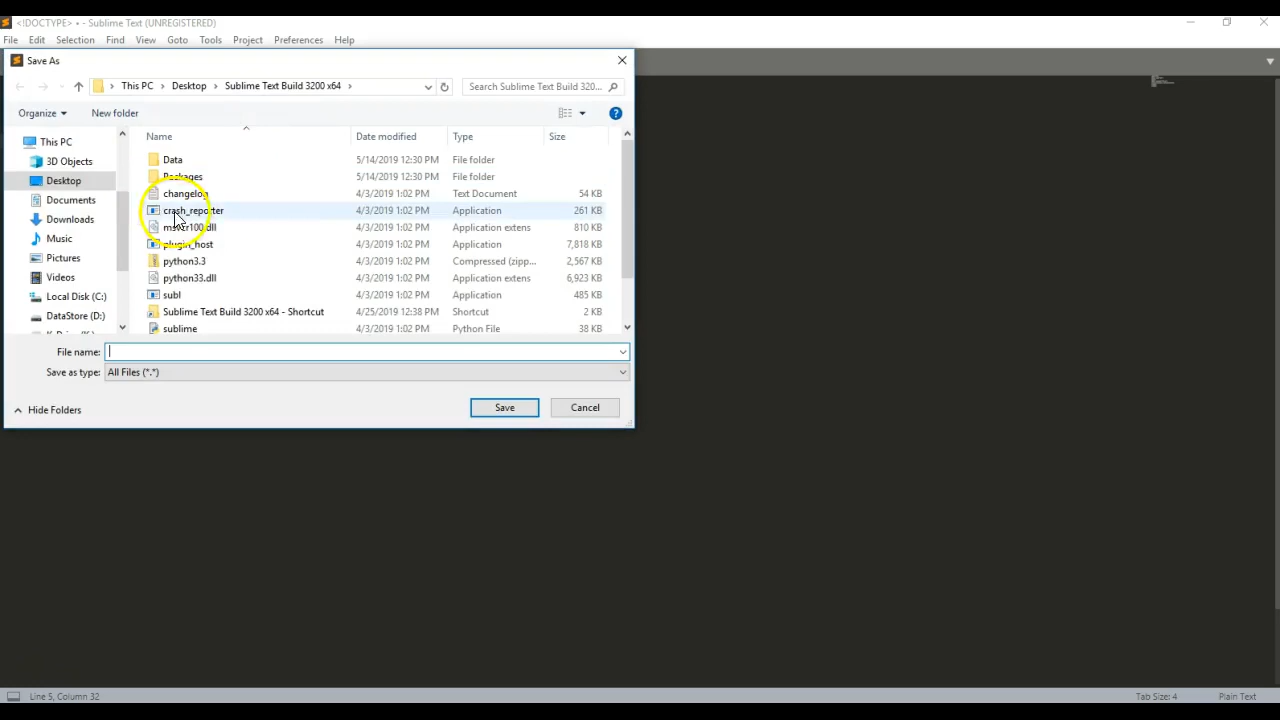 <!DOCTYPE> • - Sublime Text (UNREGISTERED)
File Edit Selection Find View Goto Tools Project Preferences Help
Save As
This PC > Desktop > Sublime Text Build 3200 x64 >
Search Sublime Text Build 320...
Organize New folder
Name Date modified Type Size
This PC
3D Objects
Desktop
Documents
Downloads
Music
Pictures
Videos
Local Disk (C:)
DataStore (D:)
Data 5/14/2019 12:30 PM File folder
Packages 5/14/2019 12:30 PM File folder
changelog 4/3/2019 1:02 PM Text Document 54 KB
crash_reporter 4/3/2019 1:02 PM Application 261 KB
msvcr100.dll 4/3/2019 1:02 PM Application extens 810 KB
plugin_host 4/3/2019 1:02 PM Application 7,818 KB
python3.3 4/3/2019 1:02 PM Compressed (zipp... 2,567 KB
python33.dll 4/3/2019 1:02 PM Application extens 6,923 KB
subl 4/3/2019 1:02 PM Application 485 KB
Sublime Text Build 3200 x64 - Shortcut 4/25/2019 12:38 PM Shortcut 2 KB
sublime 4/3/2019 1:02 PM Python File 38 KB
File name:
Save as type: All Files (*.*)
Hide Folders
Save Cancel
Line 5, Column 32
Tab Size: 4 Plain Text